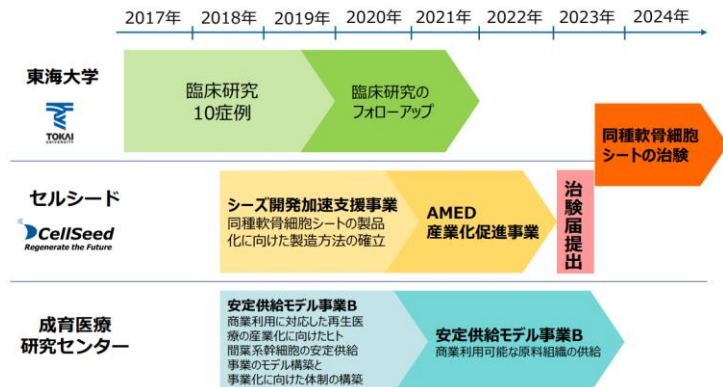 2017年 2018年 2019年 2020年 2021年 2022年 2023年 2024年
東海大学
TOKAI
UNIVERSITY
臨床研究
10症例
臨床研究の
フォローアップ
同種軟骨細胞
シートの治験
セルシード
CellSeed
Regenerate the Future
シーズ開発加速支援事業
同種軟骨細胞シートの製品
化に向けた製造方法の確立
AMED
産業化促進事業
治験届提出
成育医療
研究センター
安定供給モデル事業B
商業利用に対応した再生医
療の産業化に向けたヒト
間葉系幹細胞の安定供給
事業のモデル構築と
事業化に向けた体制の構築
安定供給モデル事業B
商業利用可能な原料組織の供給